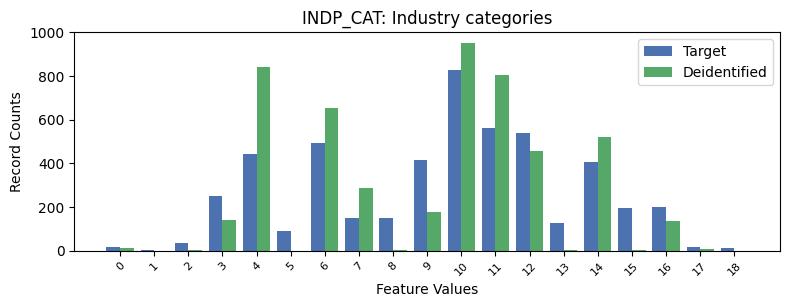 INDP_CAT: Industry categories
1000
800
600
400
200
0
Record Counts
Target
Deidentified
0 1 2 3 4 5 6 7 8 9 10 11 12 13 14 15 16 17 18
Feature Values